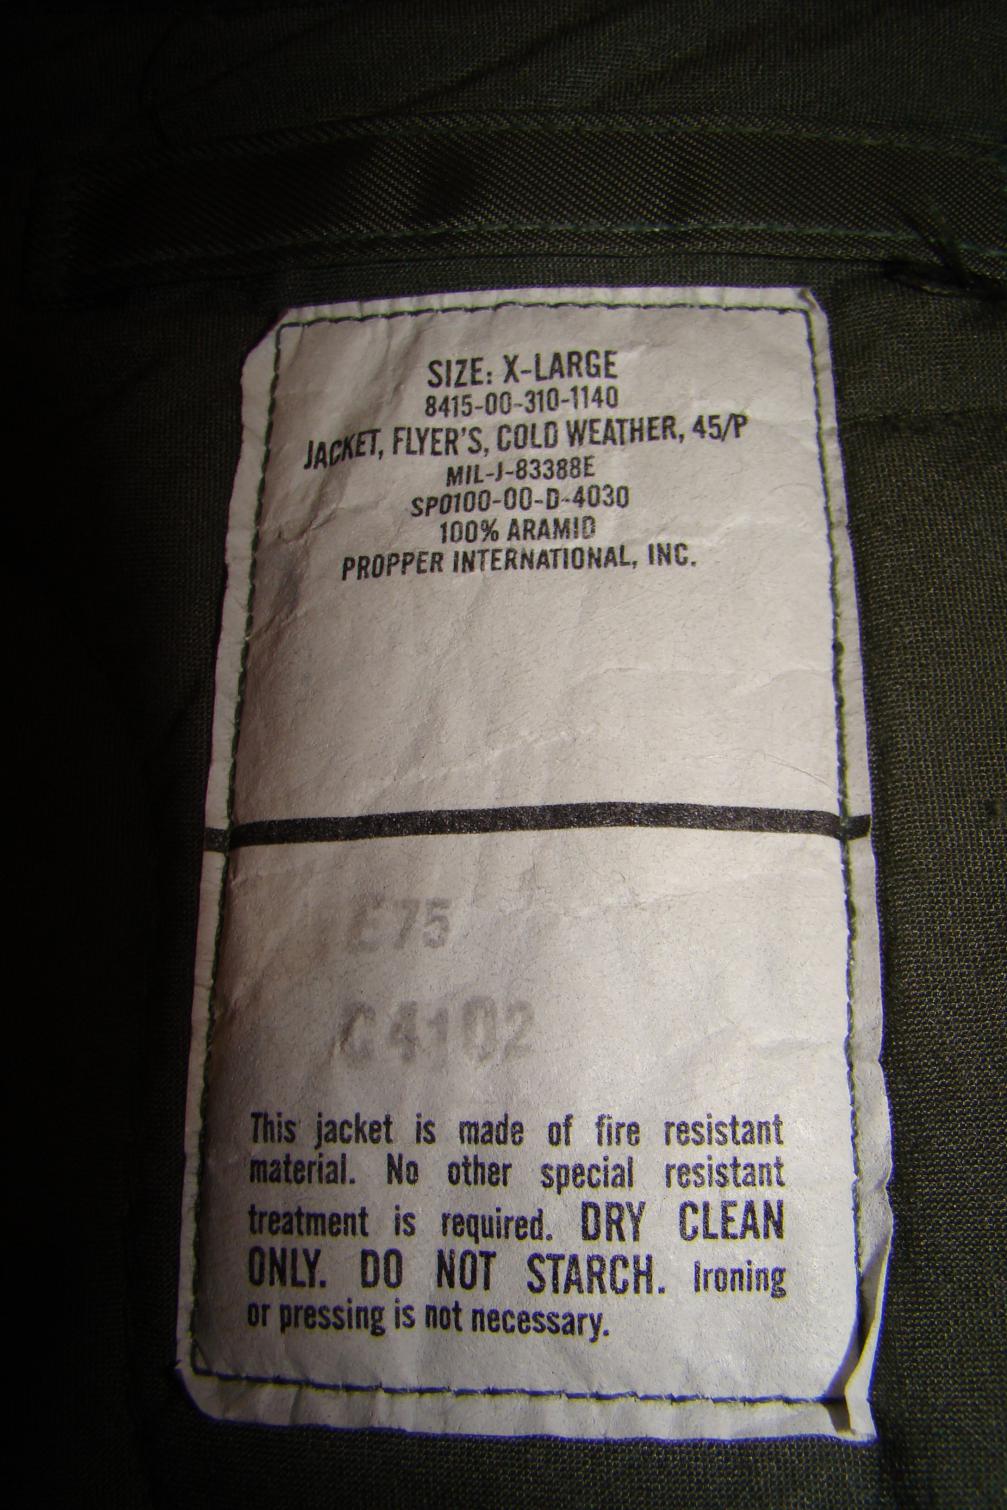 SIZE: X-LARGE
8415-00-310-1140
JACKET, FLYER'S, COLD WEATHER, 45/P
MIL-J-83388E
SP0100-00-D-4030
100% ARAMID
PROPPER INTERNATIONAL, INC.
E75
C4102
This jacket is made of fire resistant
material. No other special resistant
treatment is required. DRY CLEAN
ONLY. DO NOT STARCH. Ironing
or pressing is not necessary.